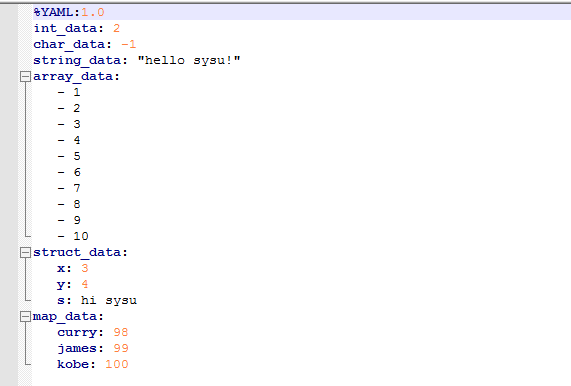 %YAML:1.0
int_data: 2
char_data: -1
string_data: "hello sysu!"
array_data:
- 1
- 2
- 3
- 4
- 5
- 6
- 7
- 8
- 9
- 10
struct_data:
x: 3
y: 4
s: hi sysu
map_data:
curry: 98
james: 99
kobe: 100